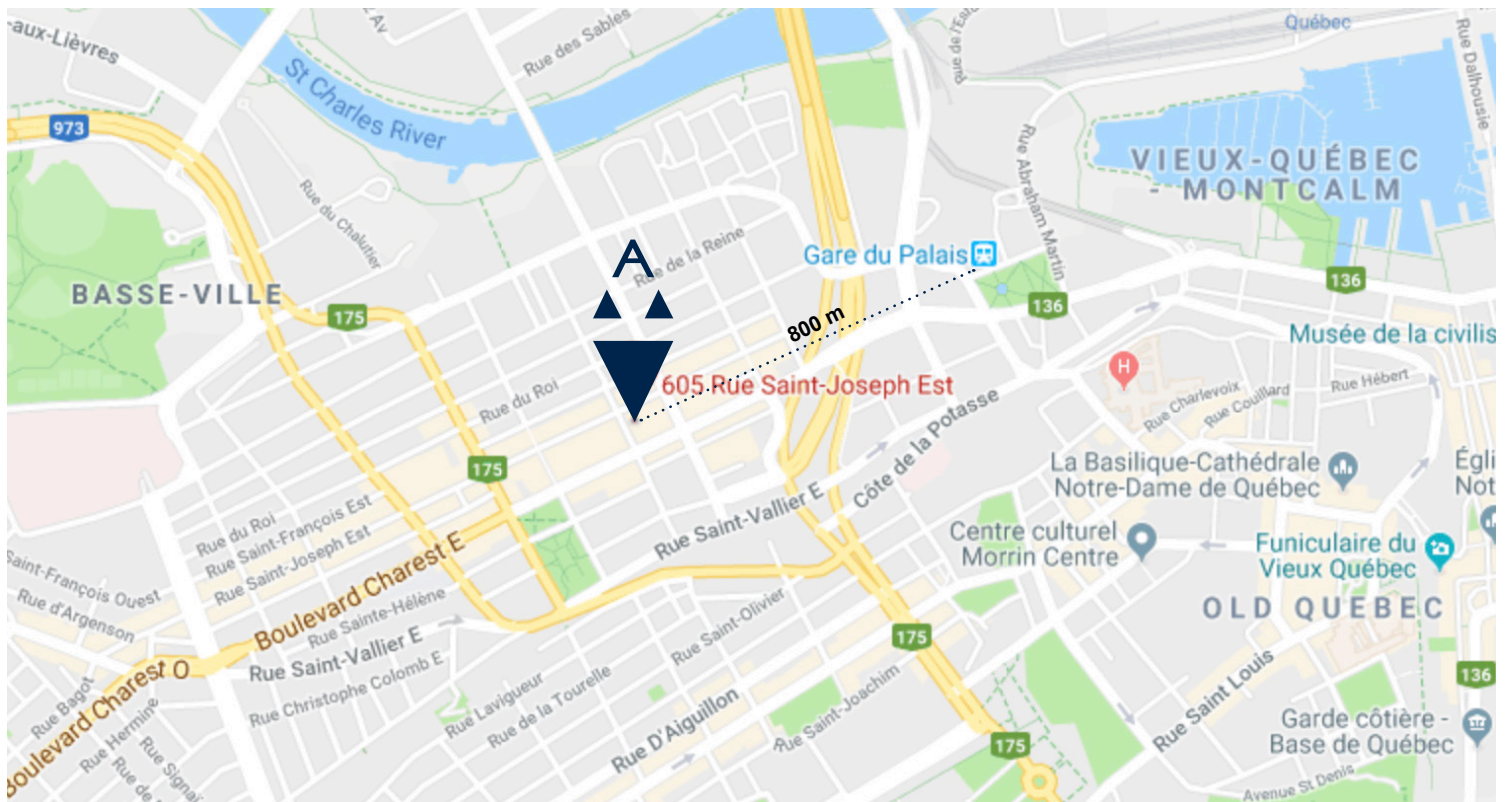 Québec
aux-Lièvres
Rue des Sables
Rue Dalhousie
St Charles River
973
Rue Abraham Martin
VIEUX-QUÉBEC
- MONTCALM
Rue du Chalutier
A
Rue de la Reine
Gare du Palais
136
136
BASSE-VILLE
175
800 m
Musée de la civilis
H
605 Rue Saint-Joseph Est
Rue du Roi
Rue Charlevoix
Rue Couillard
Rue Hébert
Côte de la Potasse
175
La Basilique-Cathédrale
Notre-Dame de Québec
Égli
Not
Rue Saint-Vallier E
Rue du Roi
Rue Saint-François Est
Rue Saint-Joseph Est
Centre culturel
Morrin Centre
Funiculaire du
Vieux Québec
Boulevard Charest E
Saint-François Ouest
Rue d'Argenson
Rue Sainte-Hélène
Rue Saint-Olivier
OLD QUEBEC
175
Rue Saint-Vallier E
Rue Christophe Colomb E
Boulevard Charest O
Rue Lavigueur
Rue de la Tourelle
Rue Saint-Joachim
Rue D'Aiguillon
Rue Saint Louis
136
Rue Bagot
Rue Hermine
Rue Signaï
Rue de
175
Garde côtière -
Base de Québec
Avenue St Denis